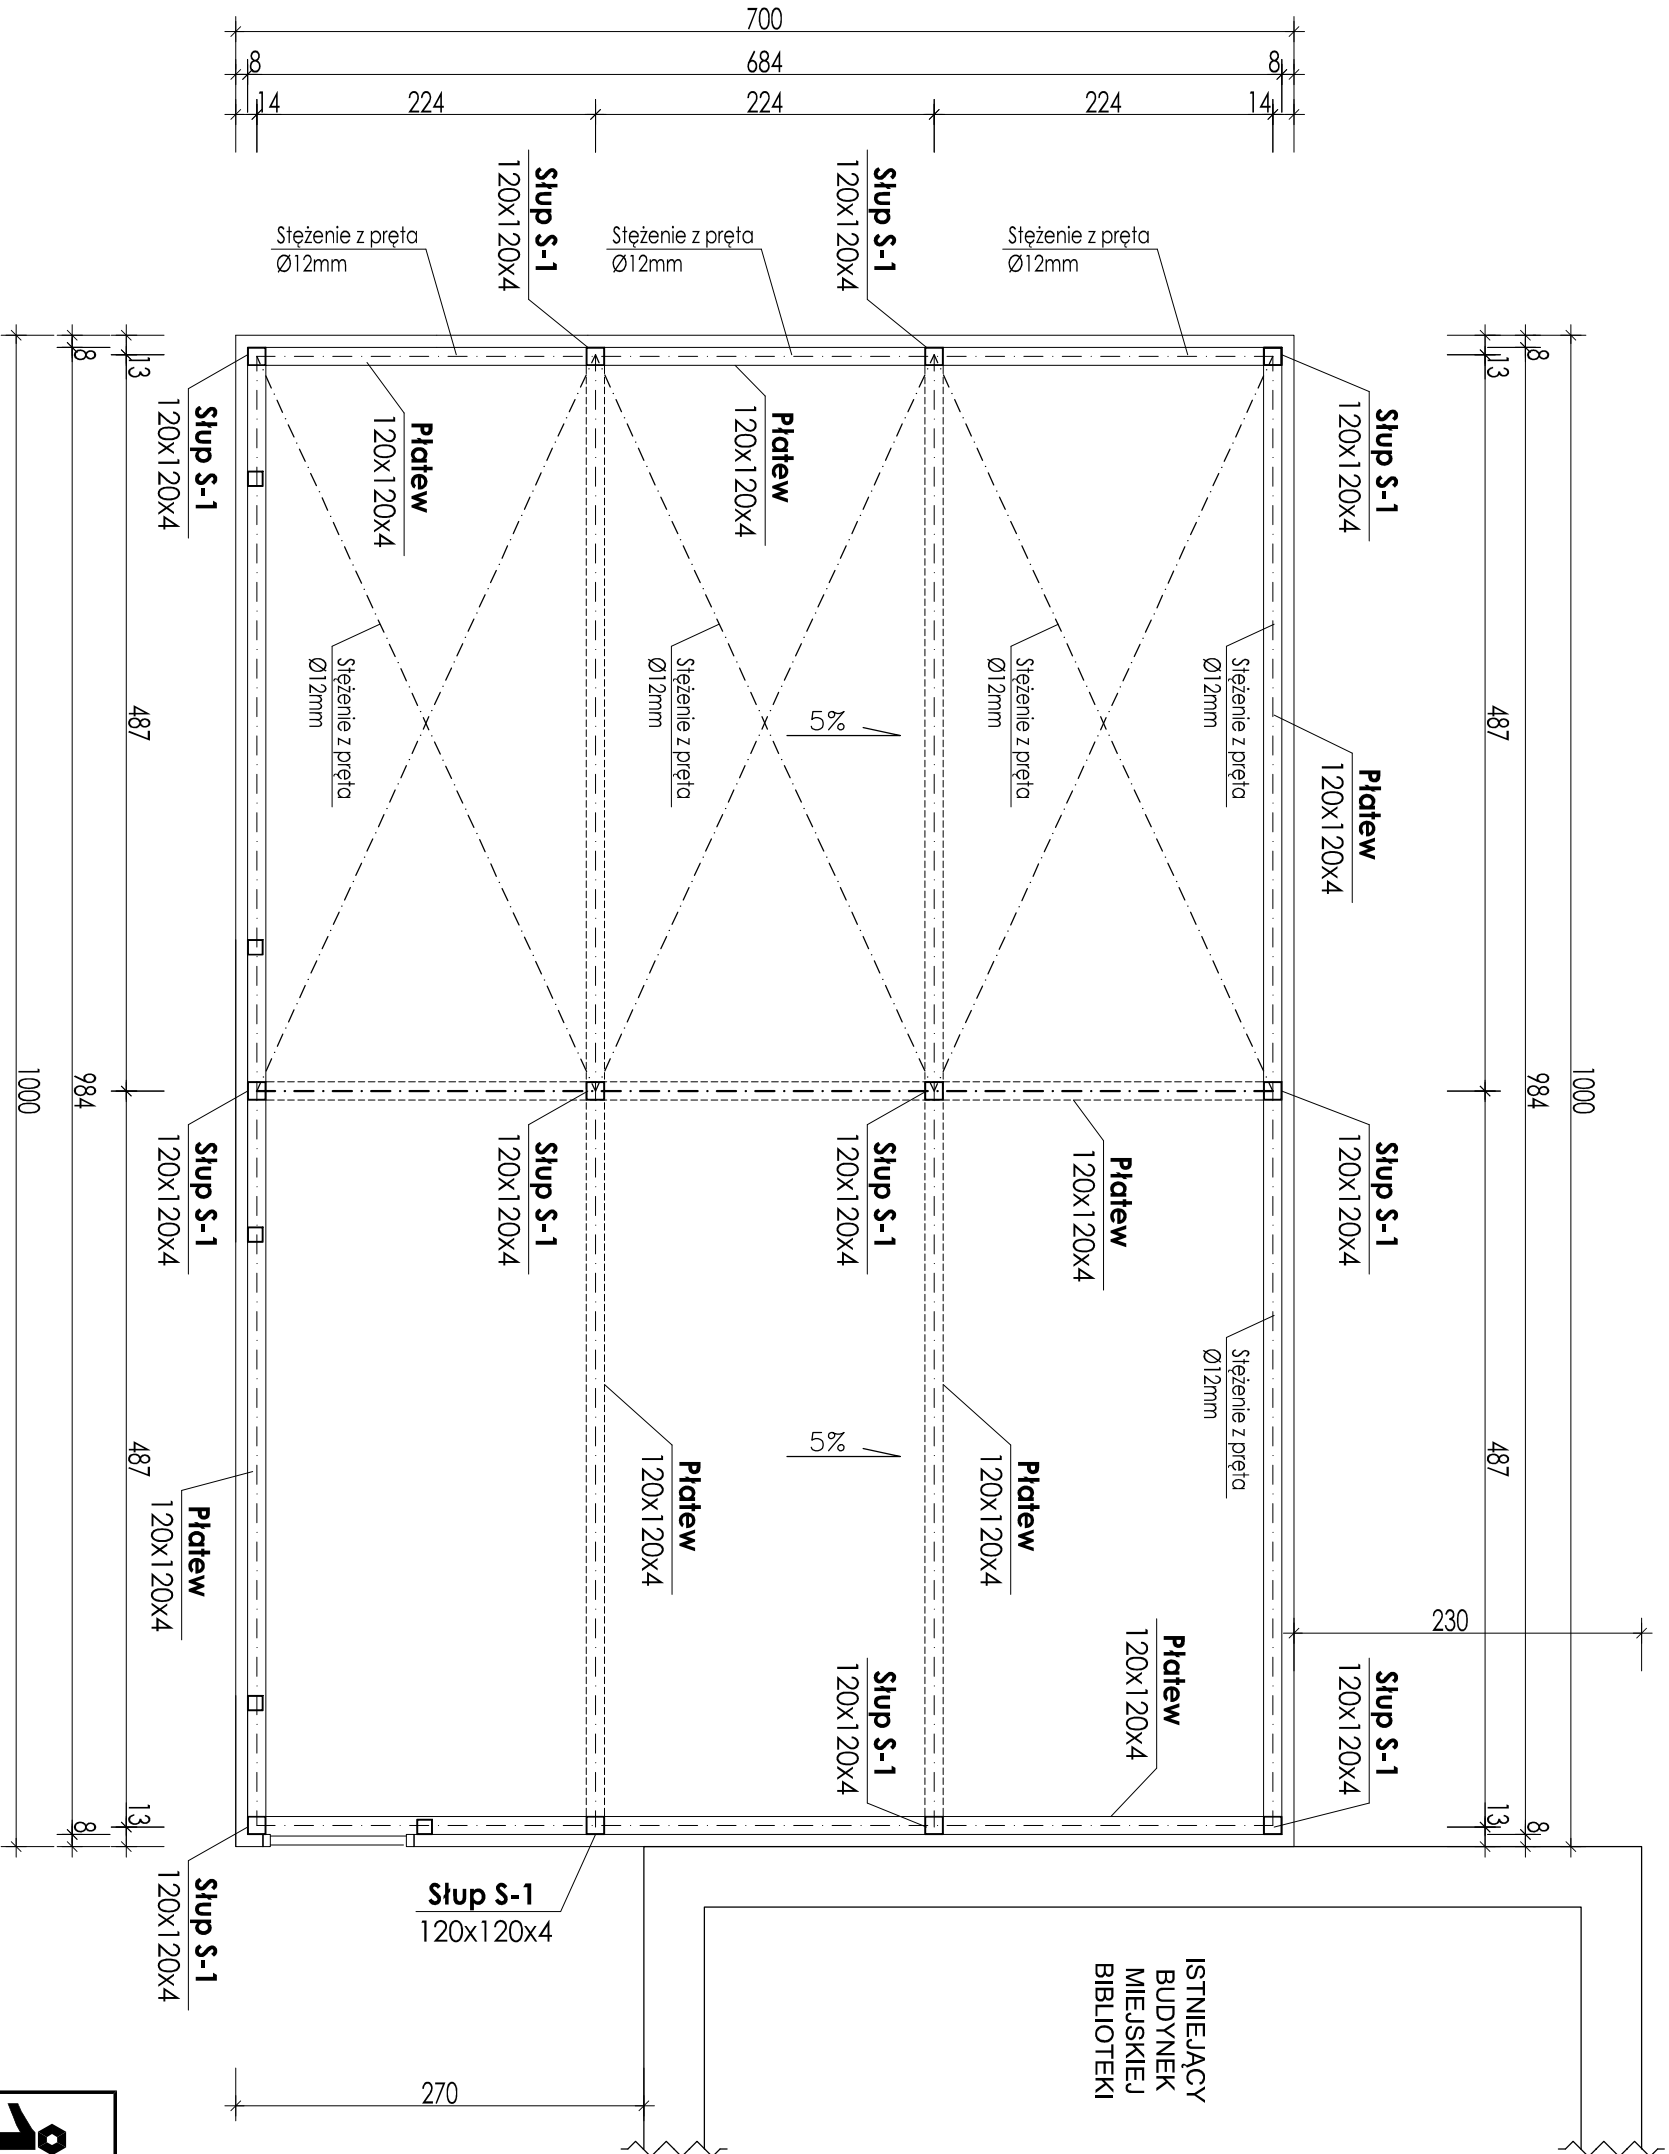 700
8
684
8
14
224
224
224
14
Słup S-1
120x120x4
Słup S-1
120x120x4
Stężenie z pręta
Ø12mm
Stężenie z pręta
Ø12mm
Stężenie z pręta
Ø12mm
8
13
8
13
Słup S-1
120x120x4
Płatew
120x120x4
Płatew
120x120x4
Słup S-1
120x120x4
Stężenie z pręta
Ø12mm
Stężenie z pręta
Ø12mm
Stężenie z pręta
Ø12mm
Stężenie z pręta
Ø12mm
487
5%
487
Płatew
120x120x4
1000
984
984
1000
Słup S-1
120x120x4
Słup S-1
120x120x4
Słup S-1
120x120x4
Płatew
120x120x4
Słup S-1
120x120x4
Stężenie z pręta
Ø12mm
487
5%
487
Płatew
120x120x4
Płatew
120x120x4
Płatew
120x120x4
230
Płatew
120x120x4
Słup S-1
120x120x4
Słup S-1
120x120x4
13
8
13
8
Słup S-1
120x120x4
Słup S-1
120x120x4
ISTNIEJĄCY
BUDYNEK
MIEJSKIEJ
BIBLIOTEKI
270